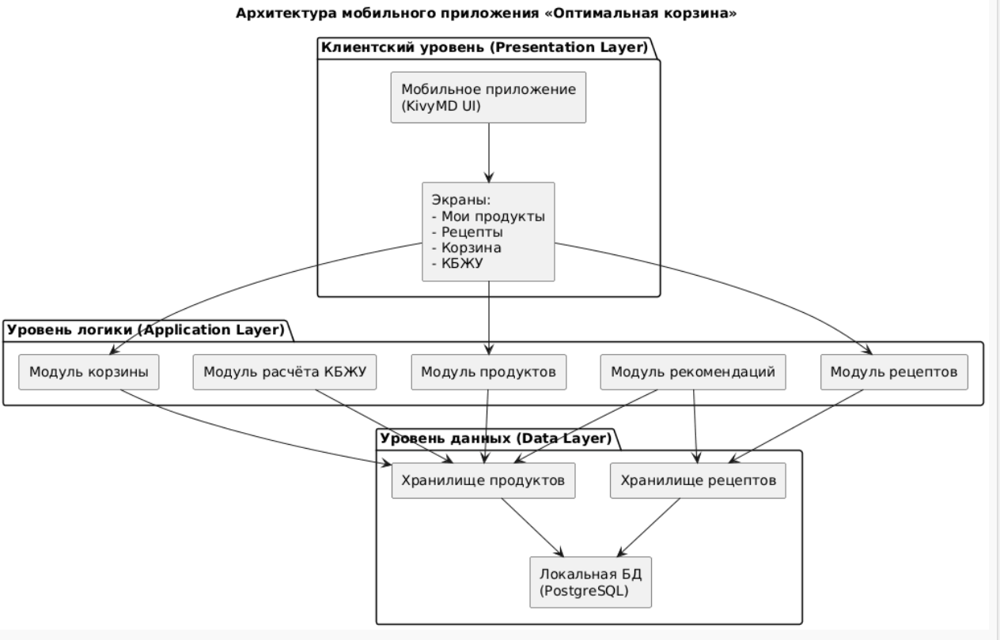 Архитектура мобильного приложения «Оптимальная корзина»
Клиентский уровень (Presentation Layer)
Мобильное приложение
(KivyMD UI)
Экраны:
- Мои продукты
- Рецепты
- Корзина
- КБЖУ
Уровень логики (Application Layer)
Модуль корзины
Модуль расчёта КБЖУ
Модуль продуктов
Модуль рекомендаций
Модуль рецептов
Уровень данных (Data Layer)
Хранилище продуктов
Хранилище рецептов
Локальная БД
(PostgreSQL)